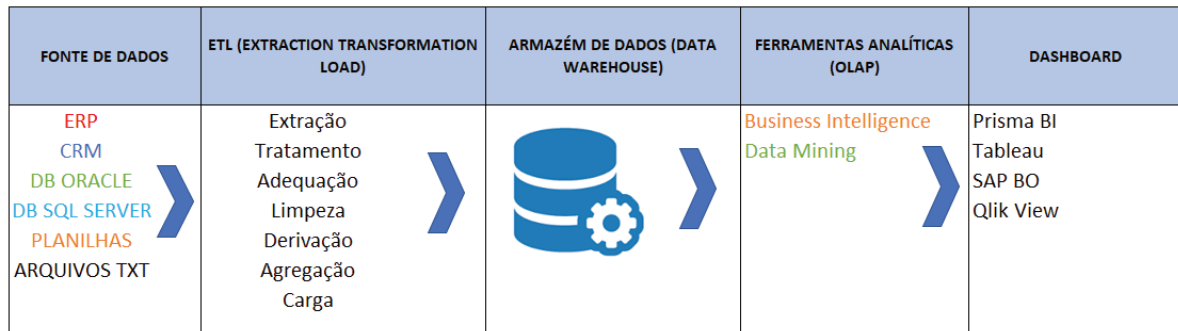 FONTE DE DADOS
ETL (EXTRACTION TRANSFORMATION
LOAD)
ARMAZÉM DE DADOS (DATA
WAREHOUSE)
FERRAMENTAS ANALÍTICAS
(OLAP)
DASHBOARD
ERP
CRM
DB ORACLE
DB SQL SERVER
PLANILHAS
ARQUIVOS TXT
Extração
Tratamento
Adequação
Limpeza
Derivação
Agregação
Carga
Business Intelligence
Data Mining
Prisma BI
Tableau
SAP BO
Qlik View